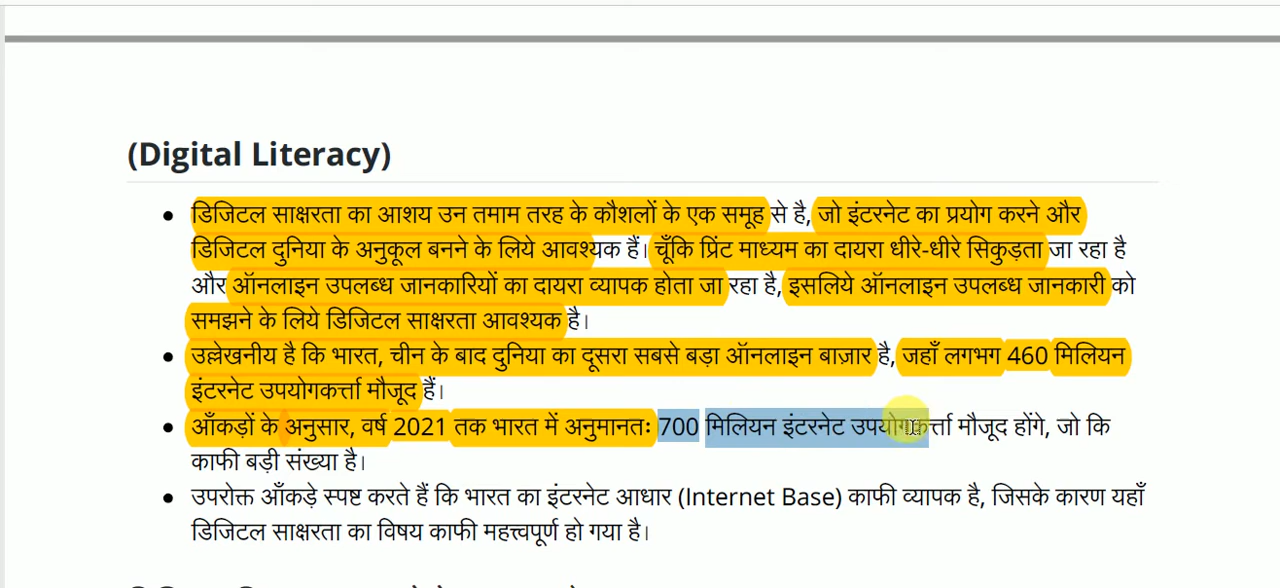 (Digital Literacy)
• डिजिटल साक्षरता का आशय उन तमाम तरह के कौशलों के एक समूह से है, जो इंटरनेट का प्रयोग करने और
डिजिटल दुनिया के अनुकूल बनने के लिये आवश्यक हैं। चूँकि प्रिंट माध्यम का दायरा धीरे-धीरे सिकुड़ता जा रहा है
और ऑनलाइन उपलब्ध जानकारियों का दायरा व्यापक होता जा रहा है, इसलिये ऑनलाइन उपलब्ध जानकारी को
समझने के लिये डिजिटल साक्षरता आवश्यक है।
• उल्लेखनीय है कि भारत, चीन के बाद दुनिया का दूसरा सबसे बड़ा ऑनलाइन बाज़ार है, जहाँ लगभग 460 मिलियन
इंटरनेट उपयोगकर्त्ता मौजूद हैं।
• आँकड़ों के अनुसार, वर्ष 2021 तक भारत में अनुमानतः 700 मिलियन इंटरनेट उपयोगकर्त्ता मौजूद होंगे, जो कि
काफी बड़ी संख्या है।
• उपरोक्त आँकड़े स्पष्ट करते हैं कि भारत का इंटरनेट आधार (Internet Base) काफी व्यापक है, जिसके कारण यहाँ
डिजिटल साक्षरता का विषय काफी महत्त्वपूर्ण हो गया है।